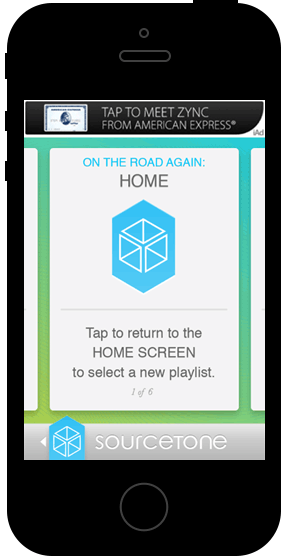 TAP TO MEET ZYNC
FROM AMERICAN EXPRESS®
iAd
ON THE ROAD AGAIN:
HOME
Tap to return to the
HOME SCREEN
to select a new playlist.
1 of 6
sourcetone